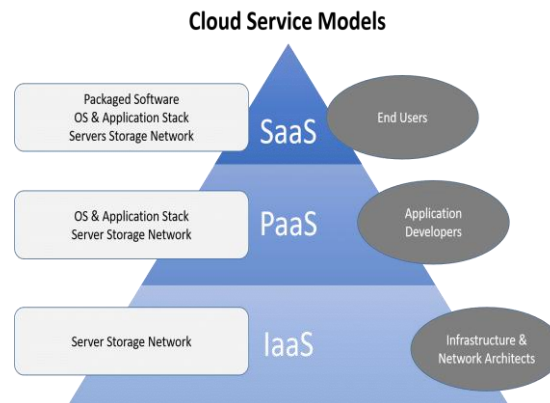 Cloud Service Models
Packaged Software
OS & Application Stack
Servers Storage Network
SaaS
End Users
OS & Application Stack
Server Storage Network
PaaS
Application
Developers
Server Storage Network
IaaS
Infrastructure &
Network Architects